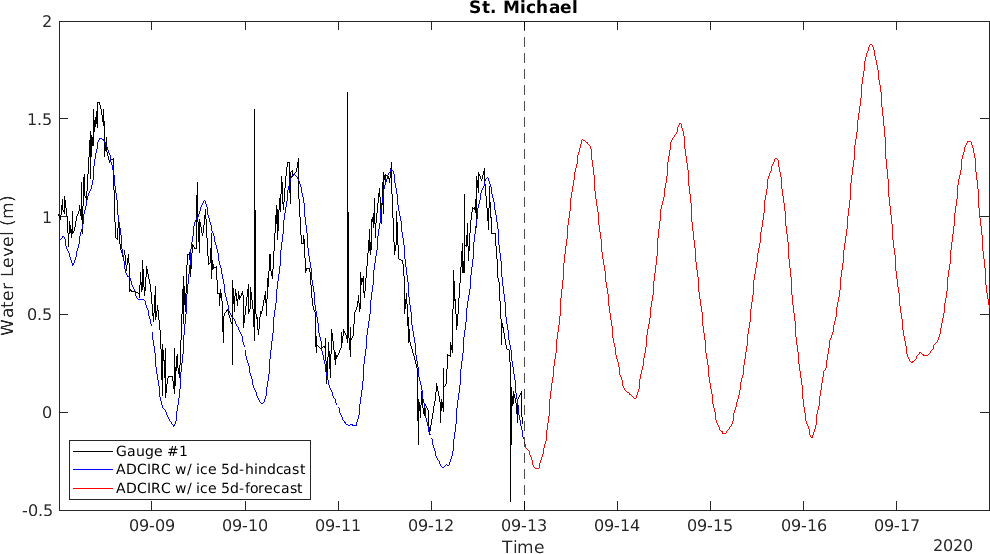 St. Michael
Water Level (m)
2
1.5
1
0.5
0
-0.5
Gauge #1
ADCIRC w/ ice 5d-hindcast
ADCIRC w/ ice 5d-forecast
09-09 09-10 09-11 09-12 09-13 09-14 09-15 09-16 09-17
Time
2020